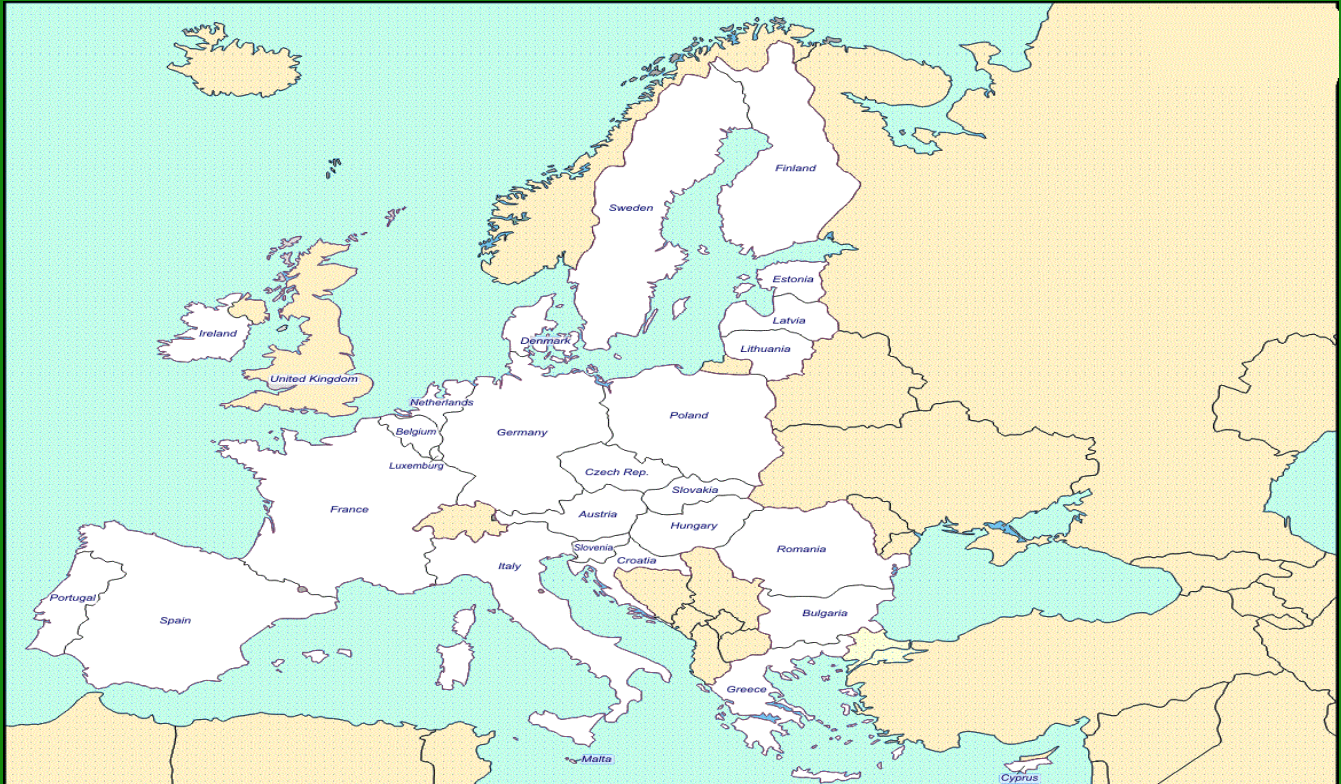 Finland
Sweden
Estonia
Latvia
Ireland
Denmark
Lithuania
United Kingdom
Netherlands
Poland
Belgium
Germany
Luxemburg
Czech Rep.
Slovakia
France
Austria
Hungary
Slovenia
Romania
Croatia
Italy
Portugal
Bulgaria
Spain
Greece
Malta
Cyprus